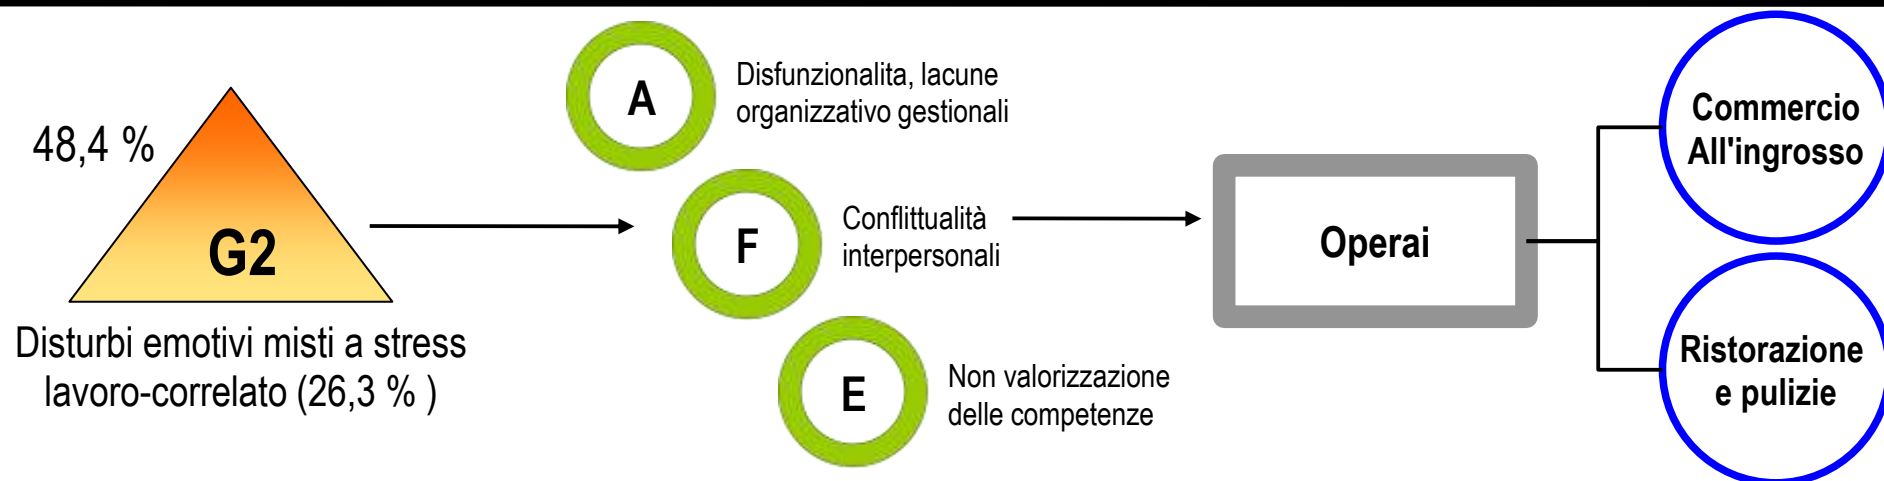 48,4 %
G2
Disturbi emotivi misti a stress
lavoro-correlato (26,3 % )
A
Disfunzionalita, lacune
organizzativo gestionali
F
Conflittualità
interpersonali
E
Non valorizzazione
delle competenze
Operai
Commercio
All'ingrosso
Ristorazione
e pulizie